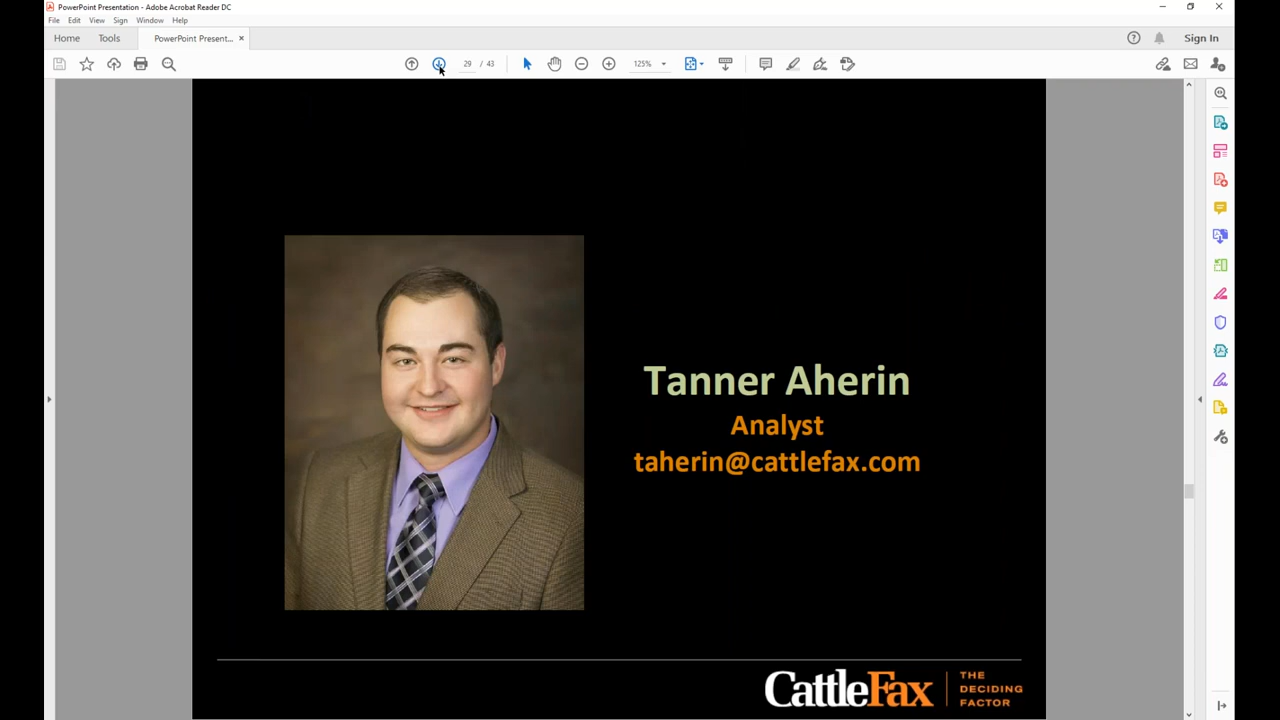 PowerPoint Presentation - Adobe Acrobat Reader DC
File Edit View Sign Window Help
Home Tools PowerPoint Present... ×
Sign In
29 / 43
125%
Tanner Aherin
Analyst
taherin@cattlefax.com
CattleFax
THE
DECIDING
FACTOR